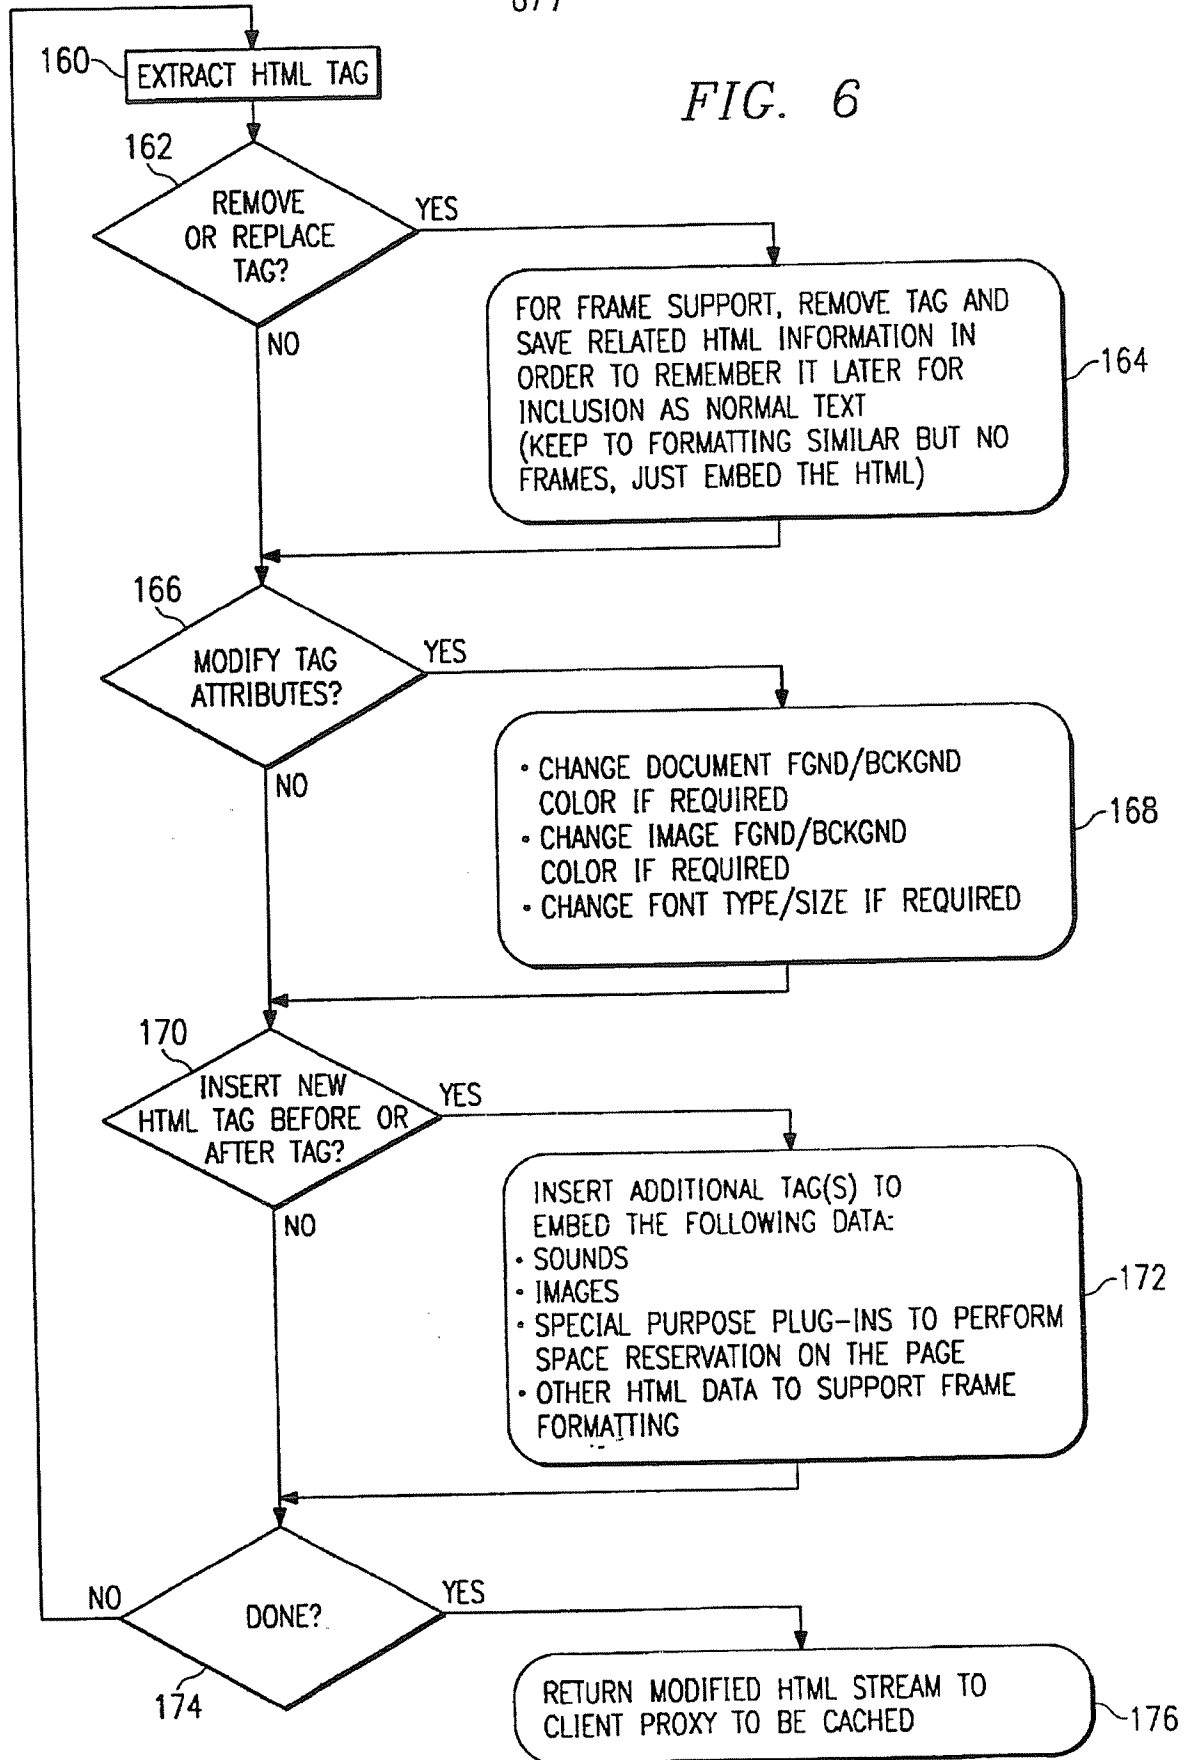 160
EXTRACT HTML TAG
FIG. 6
162
REMOVE
OR REPLACE
TAG?
YES
NO
FOR FRAME SUPPORT, REMOVE TAG AND
SAVE RELATED HTML INFORMATION IN
ORDER TO REMEMBER IT LATER FOR
INCLUSION AS NORMAL TEXT
(KEEP TO FORMATTING SIMILAR BUT NO
FRAMES, JUST EMBED THE HTML)
164
166
MODIFY TAG
ATTRIBUTES?
YES
NO
• CHANGE DOCUMENT FGND/BCKGND
COLOR IF REQUIRED
• CHANGE IMAGE FGND/BCKGND
COLOR IF REQUIRED
• CHANGE FONT TYPE/SIZE IF REQUIRED
168
170
INSERT NEW
HTML TAG BEFORE OR
AFTER TAG?
YES
NO
INSERT ADDITIONAL TAG(S) TO
EMBED THE FOLLOWING DATA:
• SOUNDS
• IMAGES
• SPECIAL PURPOSE PLUG-INS TO PERFORM
SPACE RESERVATION ON THE PAGE
• OTHER HTML DATA TO SUPPORT FRAME
FORMATTING
172
NO
DONE?
YES
174
RETURN MODIFIED HTML STREAM TO
CLIENT PROXY TO BE CACHED
176